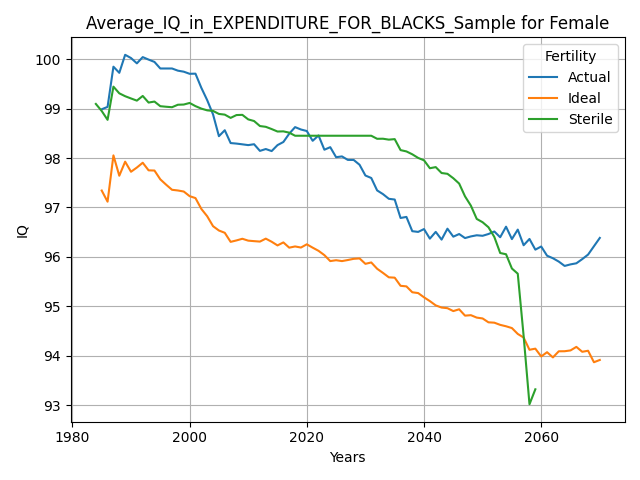 Average_IQ_in_EXPENDITURE_FOR_BLACKS_Sample for Female
Fertility
Actual
Ideal
Sterile
IQ
100
99
98
97
96
95
94
93
1980
2000
2020
2040
2060
Years